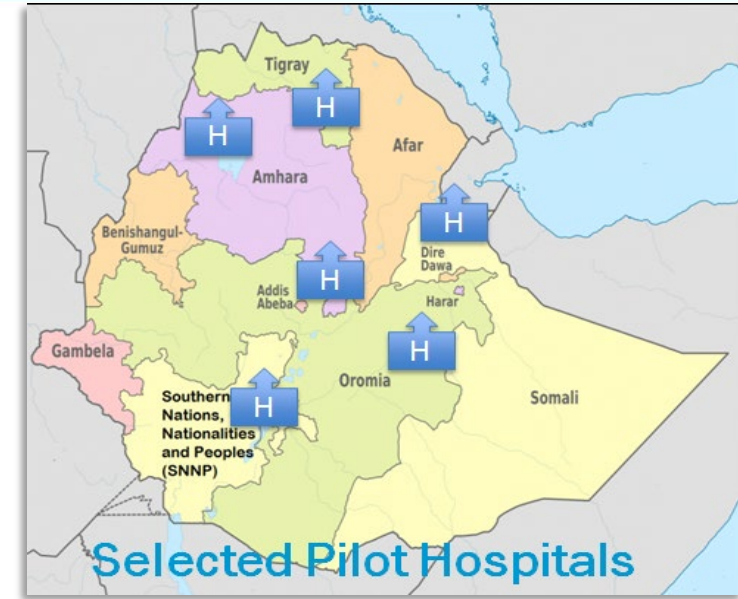 Tigray
H
H
Afar
Amhara
Benishangul-
Gumuz
H
Dire
Dawa
H
Addis
Abeba
Harar
Gambela
H
Oromia
Somali
Southern
Nations,
Nationalities
and Peoples
(SNNP)
H
Selected Pilot Hospitals